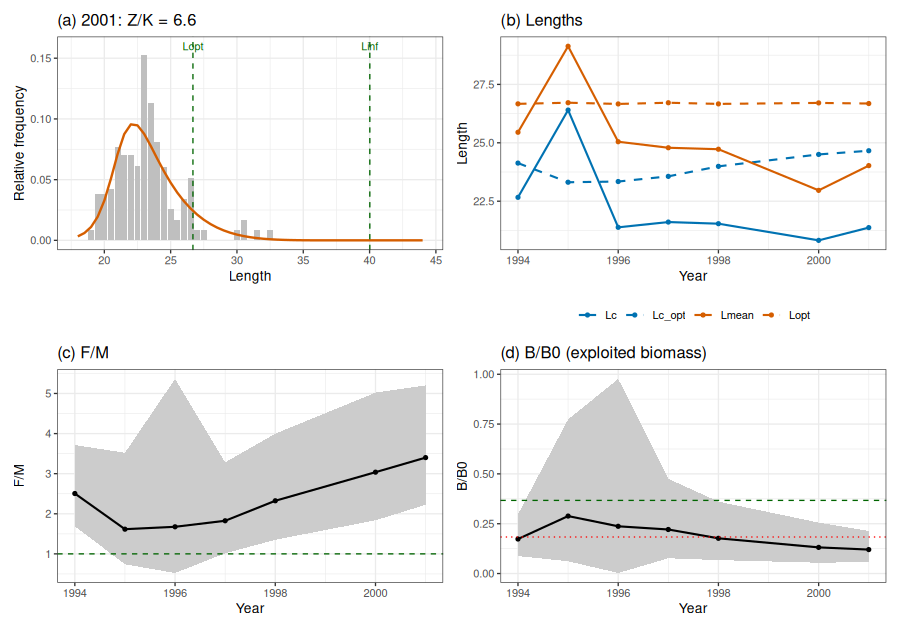 (a) 2001: Z/K = 6.6
Lopt
Linf
0.15
0.10
0.05
0.00
Relative frequency
20
25
30
35
40
45
Length
(b) Lengths
27.5
25.0
22.5
Length
1994
1996
1998
2000
Year
Lc
Lc_opt
Lmean
Lopt
(c) F/M
5
4
3
2
1
F/M
1994
1996
1998
2000
Year
(d) B/B0 (exploited biomass)
1.00
0.75
0.50
0.25
0.00
B/B0
1994
1996
1998
2000
Year